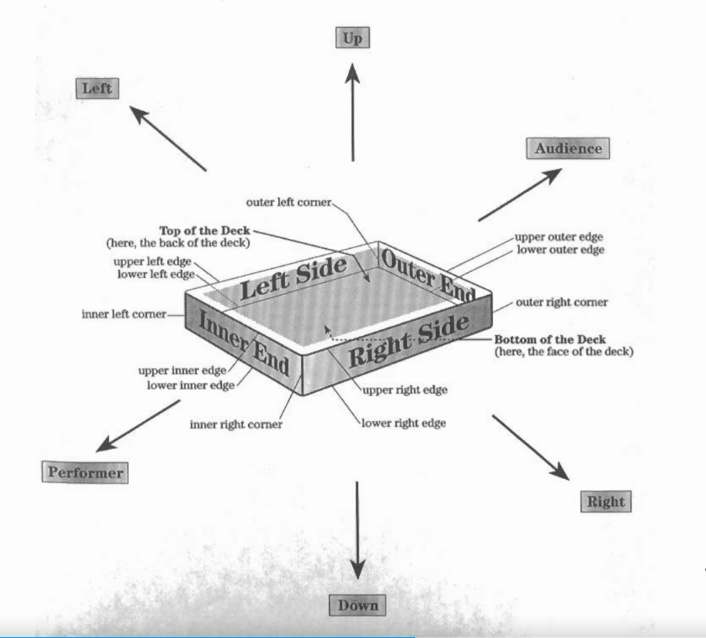 Up
Left
Audience
outer left corner
Top of the Deck
(here, the back of the deck)
upper outer edge
lower outer edge
upper left edge
lower left edge
Left Side
Outer End
outer right corner
inner left corner
Inner End
Right Side
Bottom of the Deck
(here, the face of the deck)
upper inner edge
lower inner edge
upper right edge
inner right corner
lower right edge
Performer
Right
Down